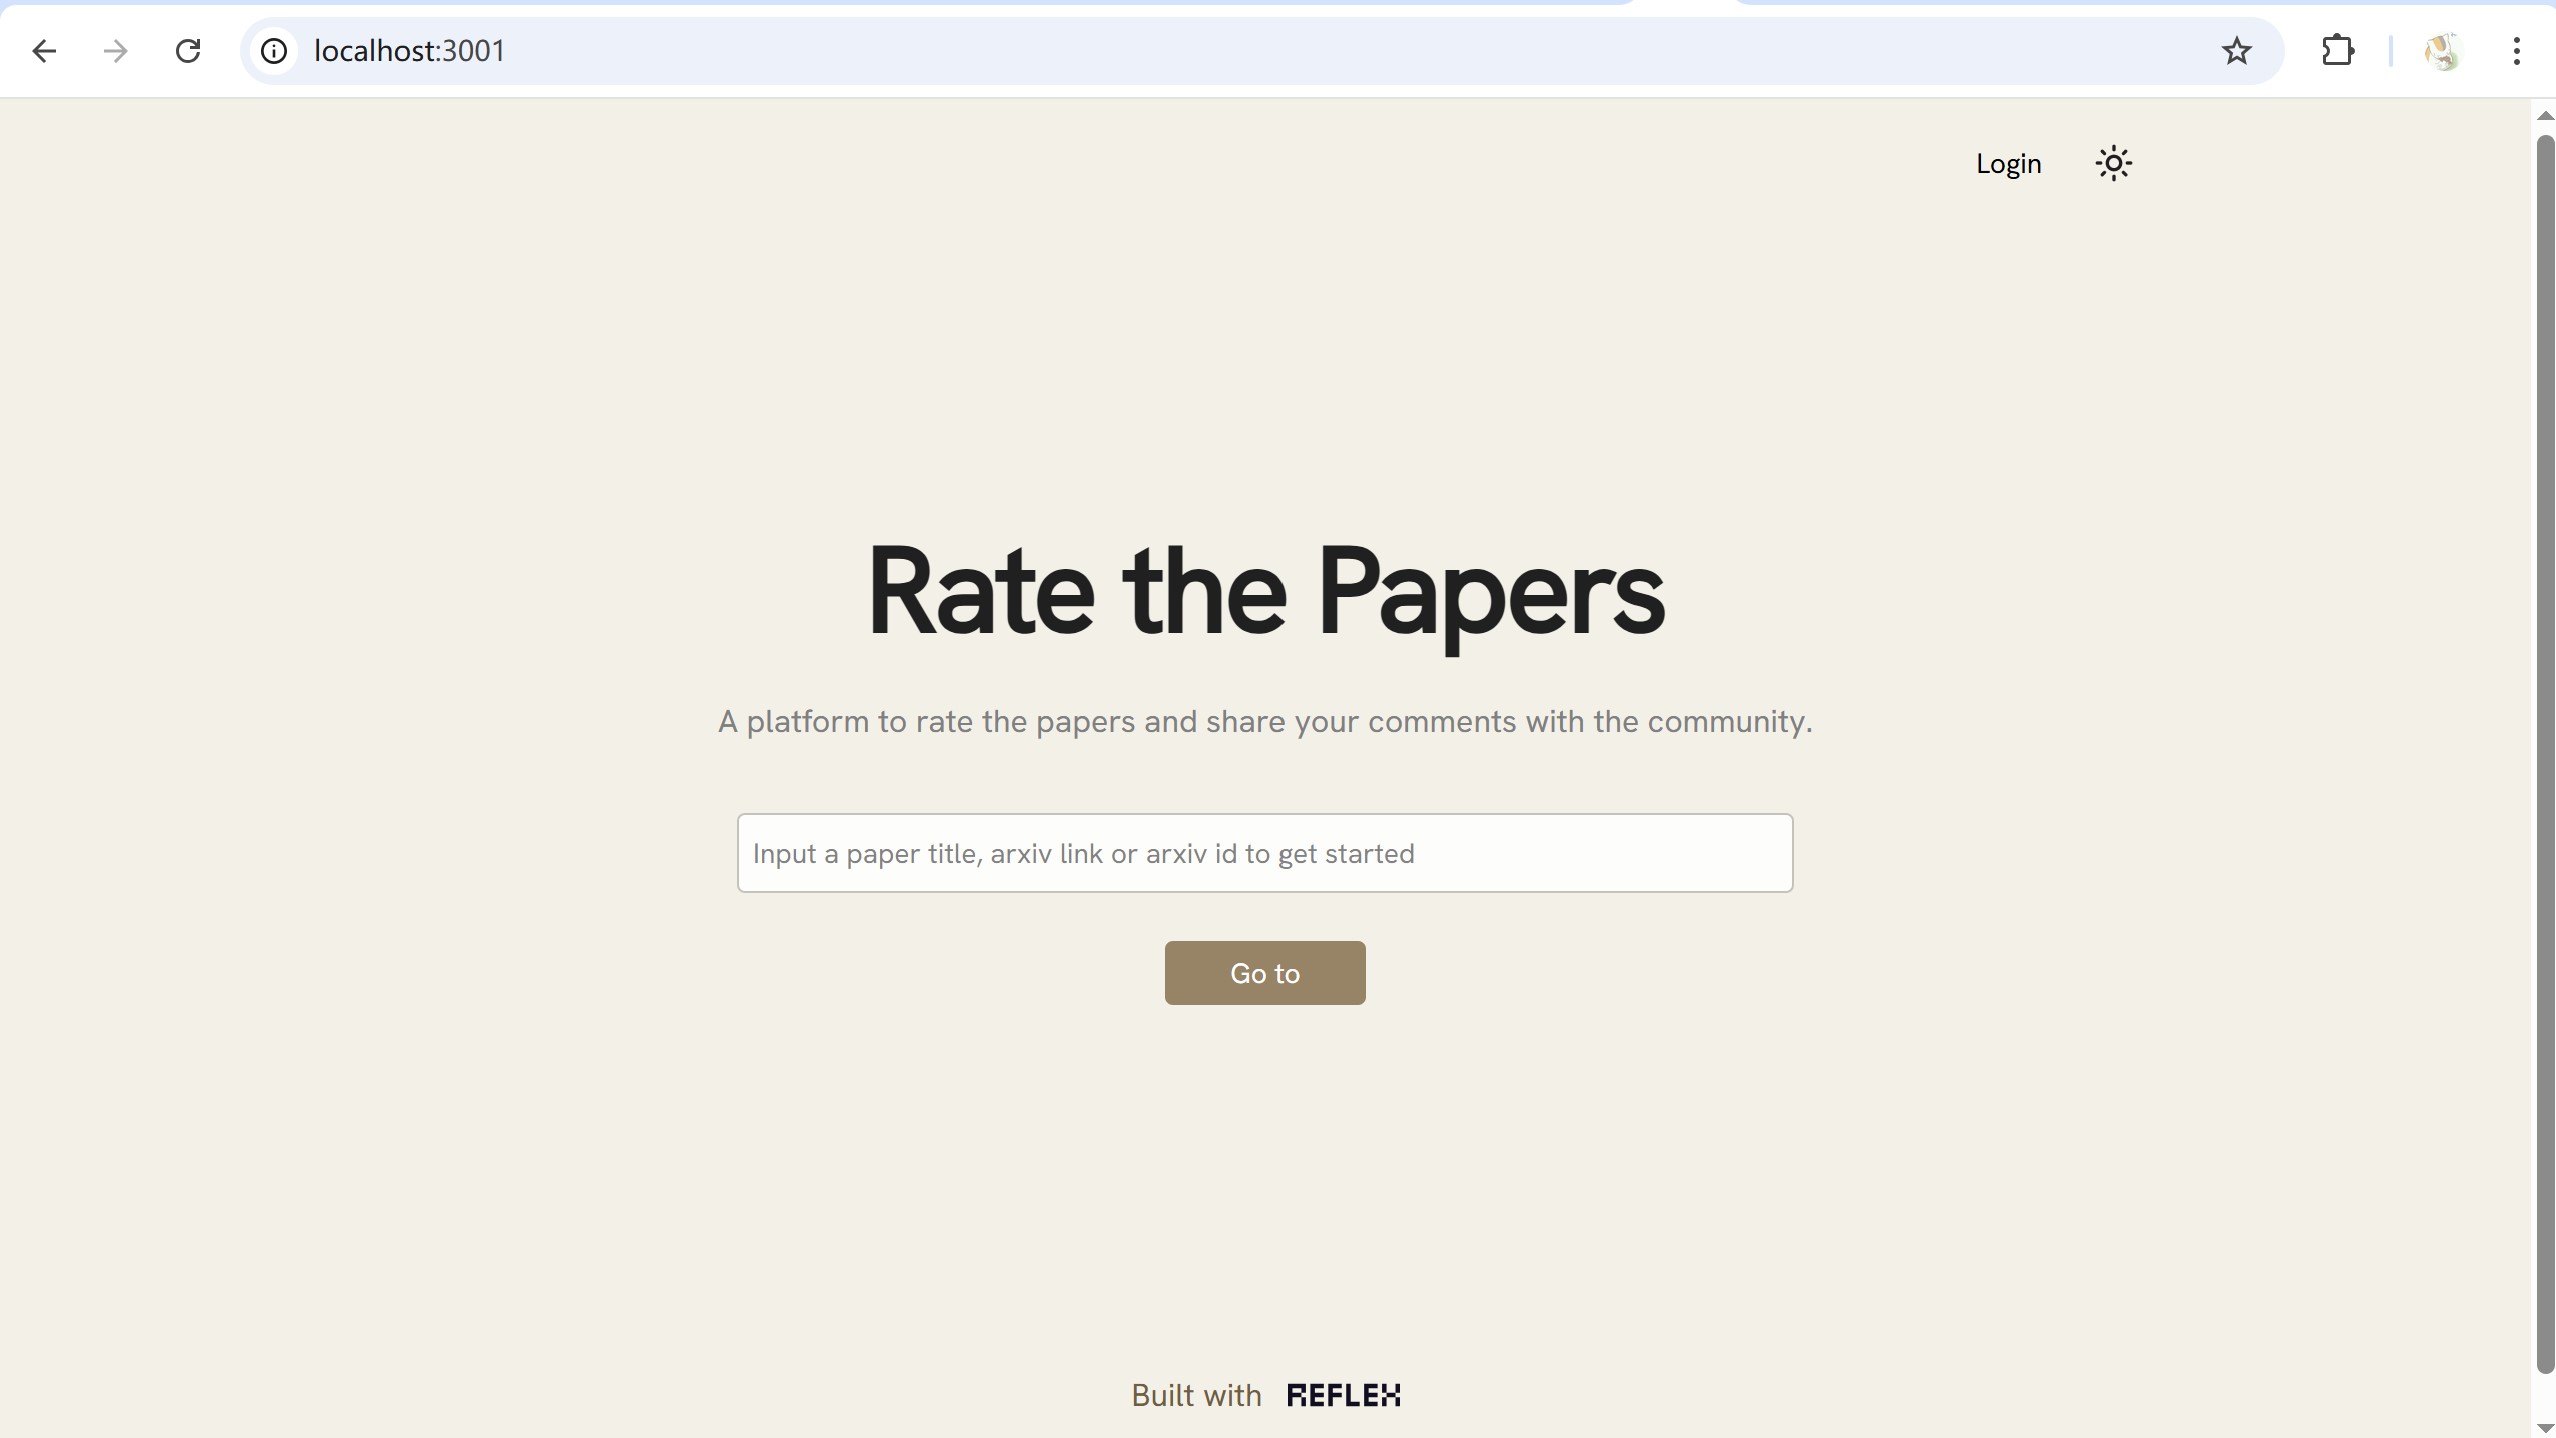 localhost:3001
Login
Rate the Papers
A platform to rate the papers and share your comments with the community.
Input a paper title, arxiv link or arxiv id to get started
Go to
Built with REFLEX